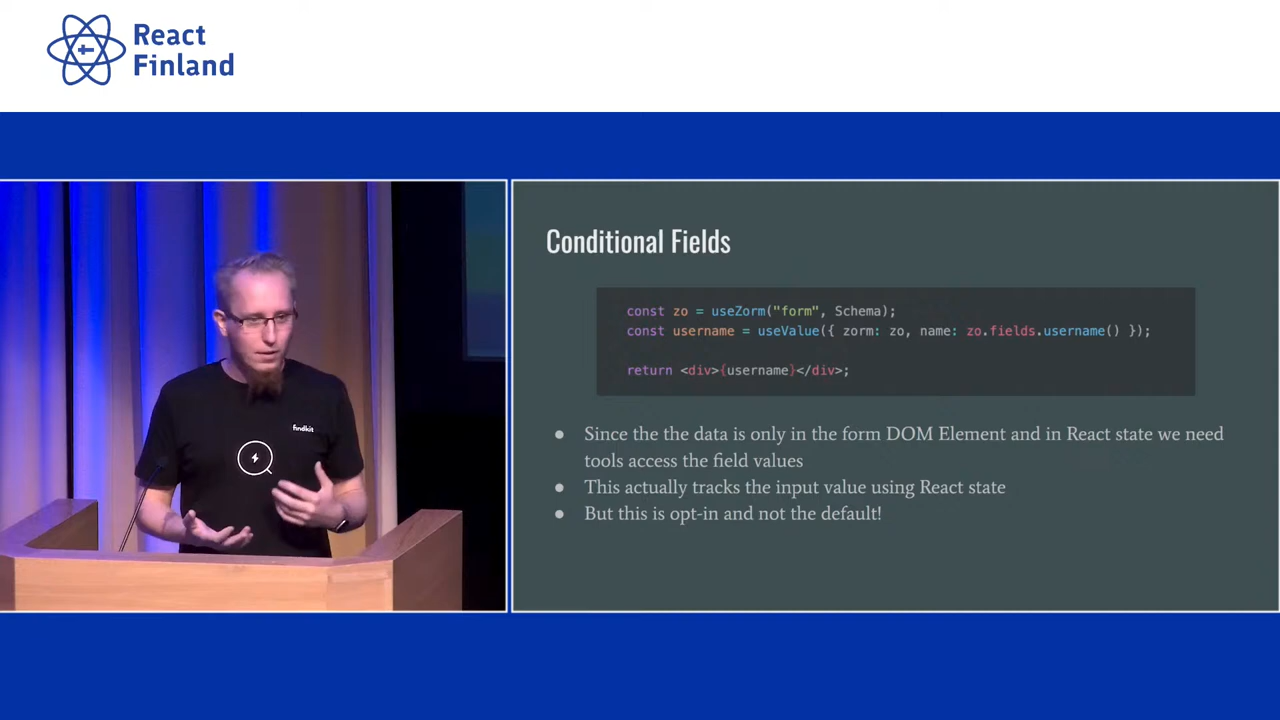 React
Finland
findkit
Conditional Fields
const zo = useZorm("form", Schema);
const username = useValue({ zorm: zo, name: zo.fields.username() });
return <div>{username}</div>;
● Since the the data is only in the form DOM Element and in React state we need
tools access the field values
● This actually tracks the input value using React state
● But this is opt-in and not the default!